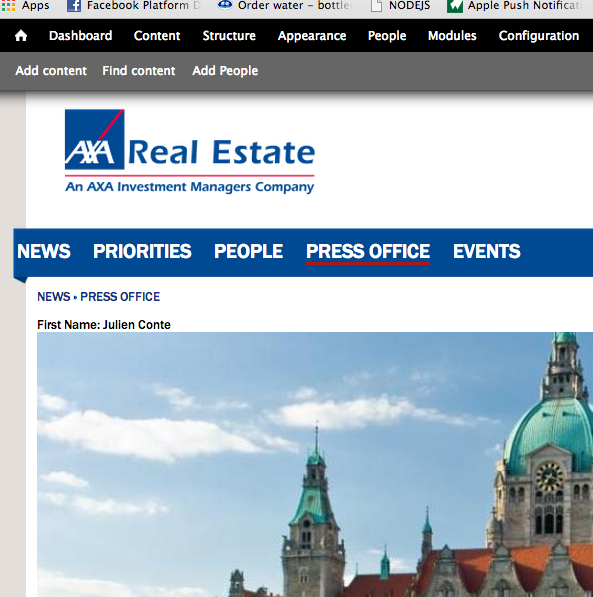 Apps Facebook Platform D Order water – bottle NODEJS Apple Push Notificat
Dashboard Content Structure Appearance People Modules Configuration
Add content Find content Add People
AXA Real Estate
An AXA Investment Managers Company
NEWS PRIORITIES PEOPLE PRESS OFFICE EVENTS
NEWS • PRESS OFFICE
First Name: Julien Conte